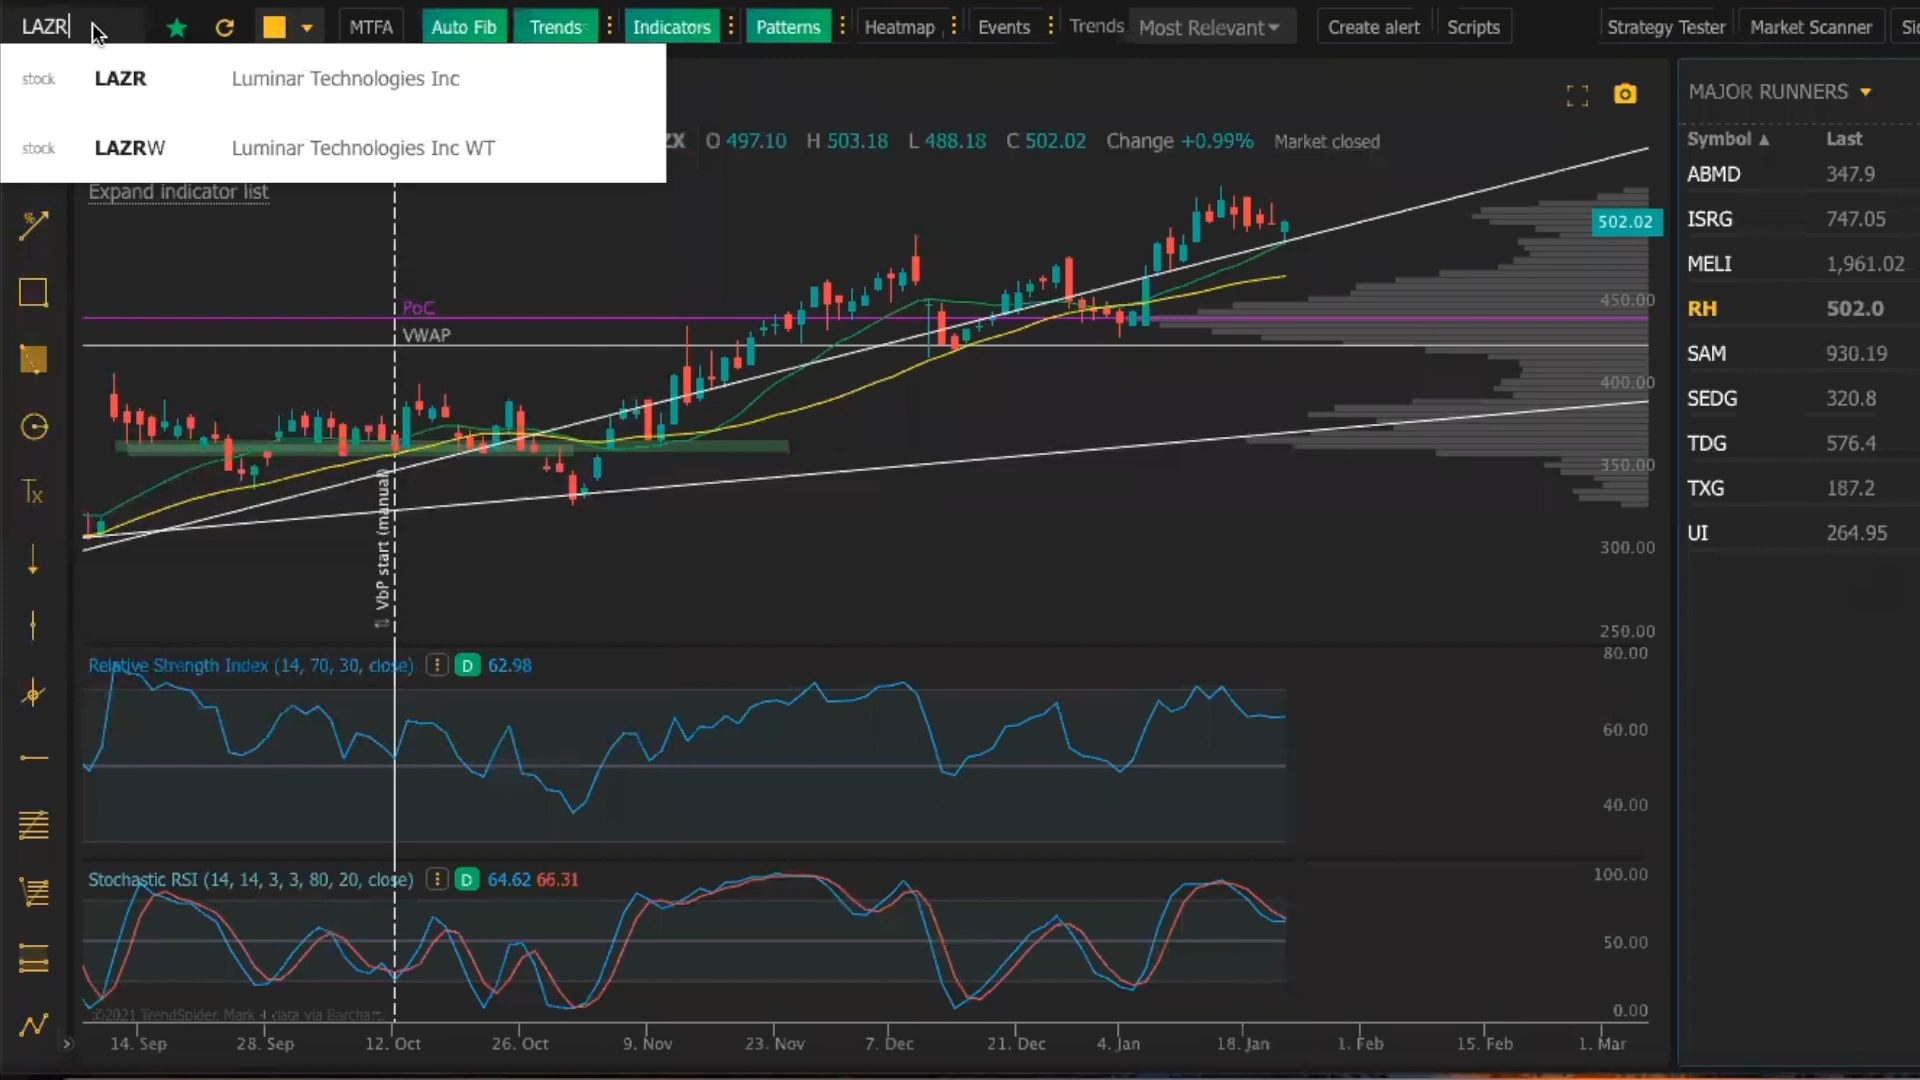 LAZR
MTFA
Auto Fib
Trends
Indicators
Patterns
Heatmap
Events
Trends
Most Relevant
Create alert
Scripts
Strategy Tester
Market Scanner
stock LAZR Luminar Technologies Inc
stock LAZRW Luminar Technologies Inc WT
O 497.10 H 503.18 L 488.18 C 502.02 Change +0.99% Market closed
Expand indicator list
MAJOR RUNNERS
Symbol Last
ABMD 347.9
ISRG 747.05
MELI 1,961.02
RH 502.0
SAM 930.19
SEDG 320.8
TDG 576.4
TXG 187.2
UI 264.95
502.02
450.00
400.00
350.00
300.00
250.00
PoC
VWAP
VbP start (manual)
Relative Strength Index (14, 70, 30, close) D 62.98
80.00
60.00
40.00
Stochastic RSI (14, 14, 3, 3, 80, 20, close) D 64.62 66.31
100.00
50.00
0.00
Tx
©2021 TrendSpider, Mark 4 data via Barchart
14. Sep 28. Sep 12. Oct 26. Oct 9. Nov 23. Nov 7. Dec 21. Dec 4. Jan 18. Jan 1. Feb 15. Feb 1. Mar